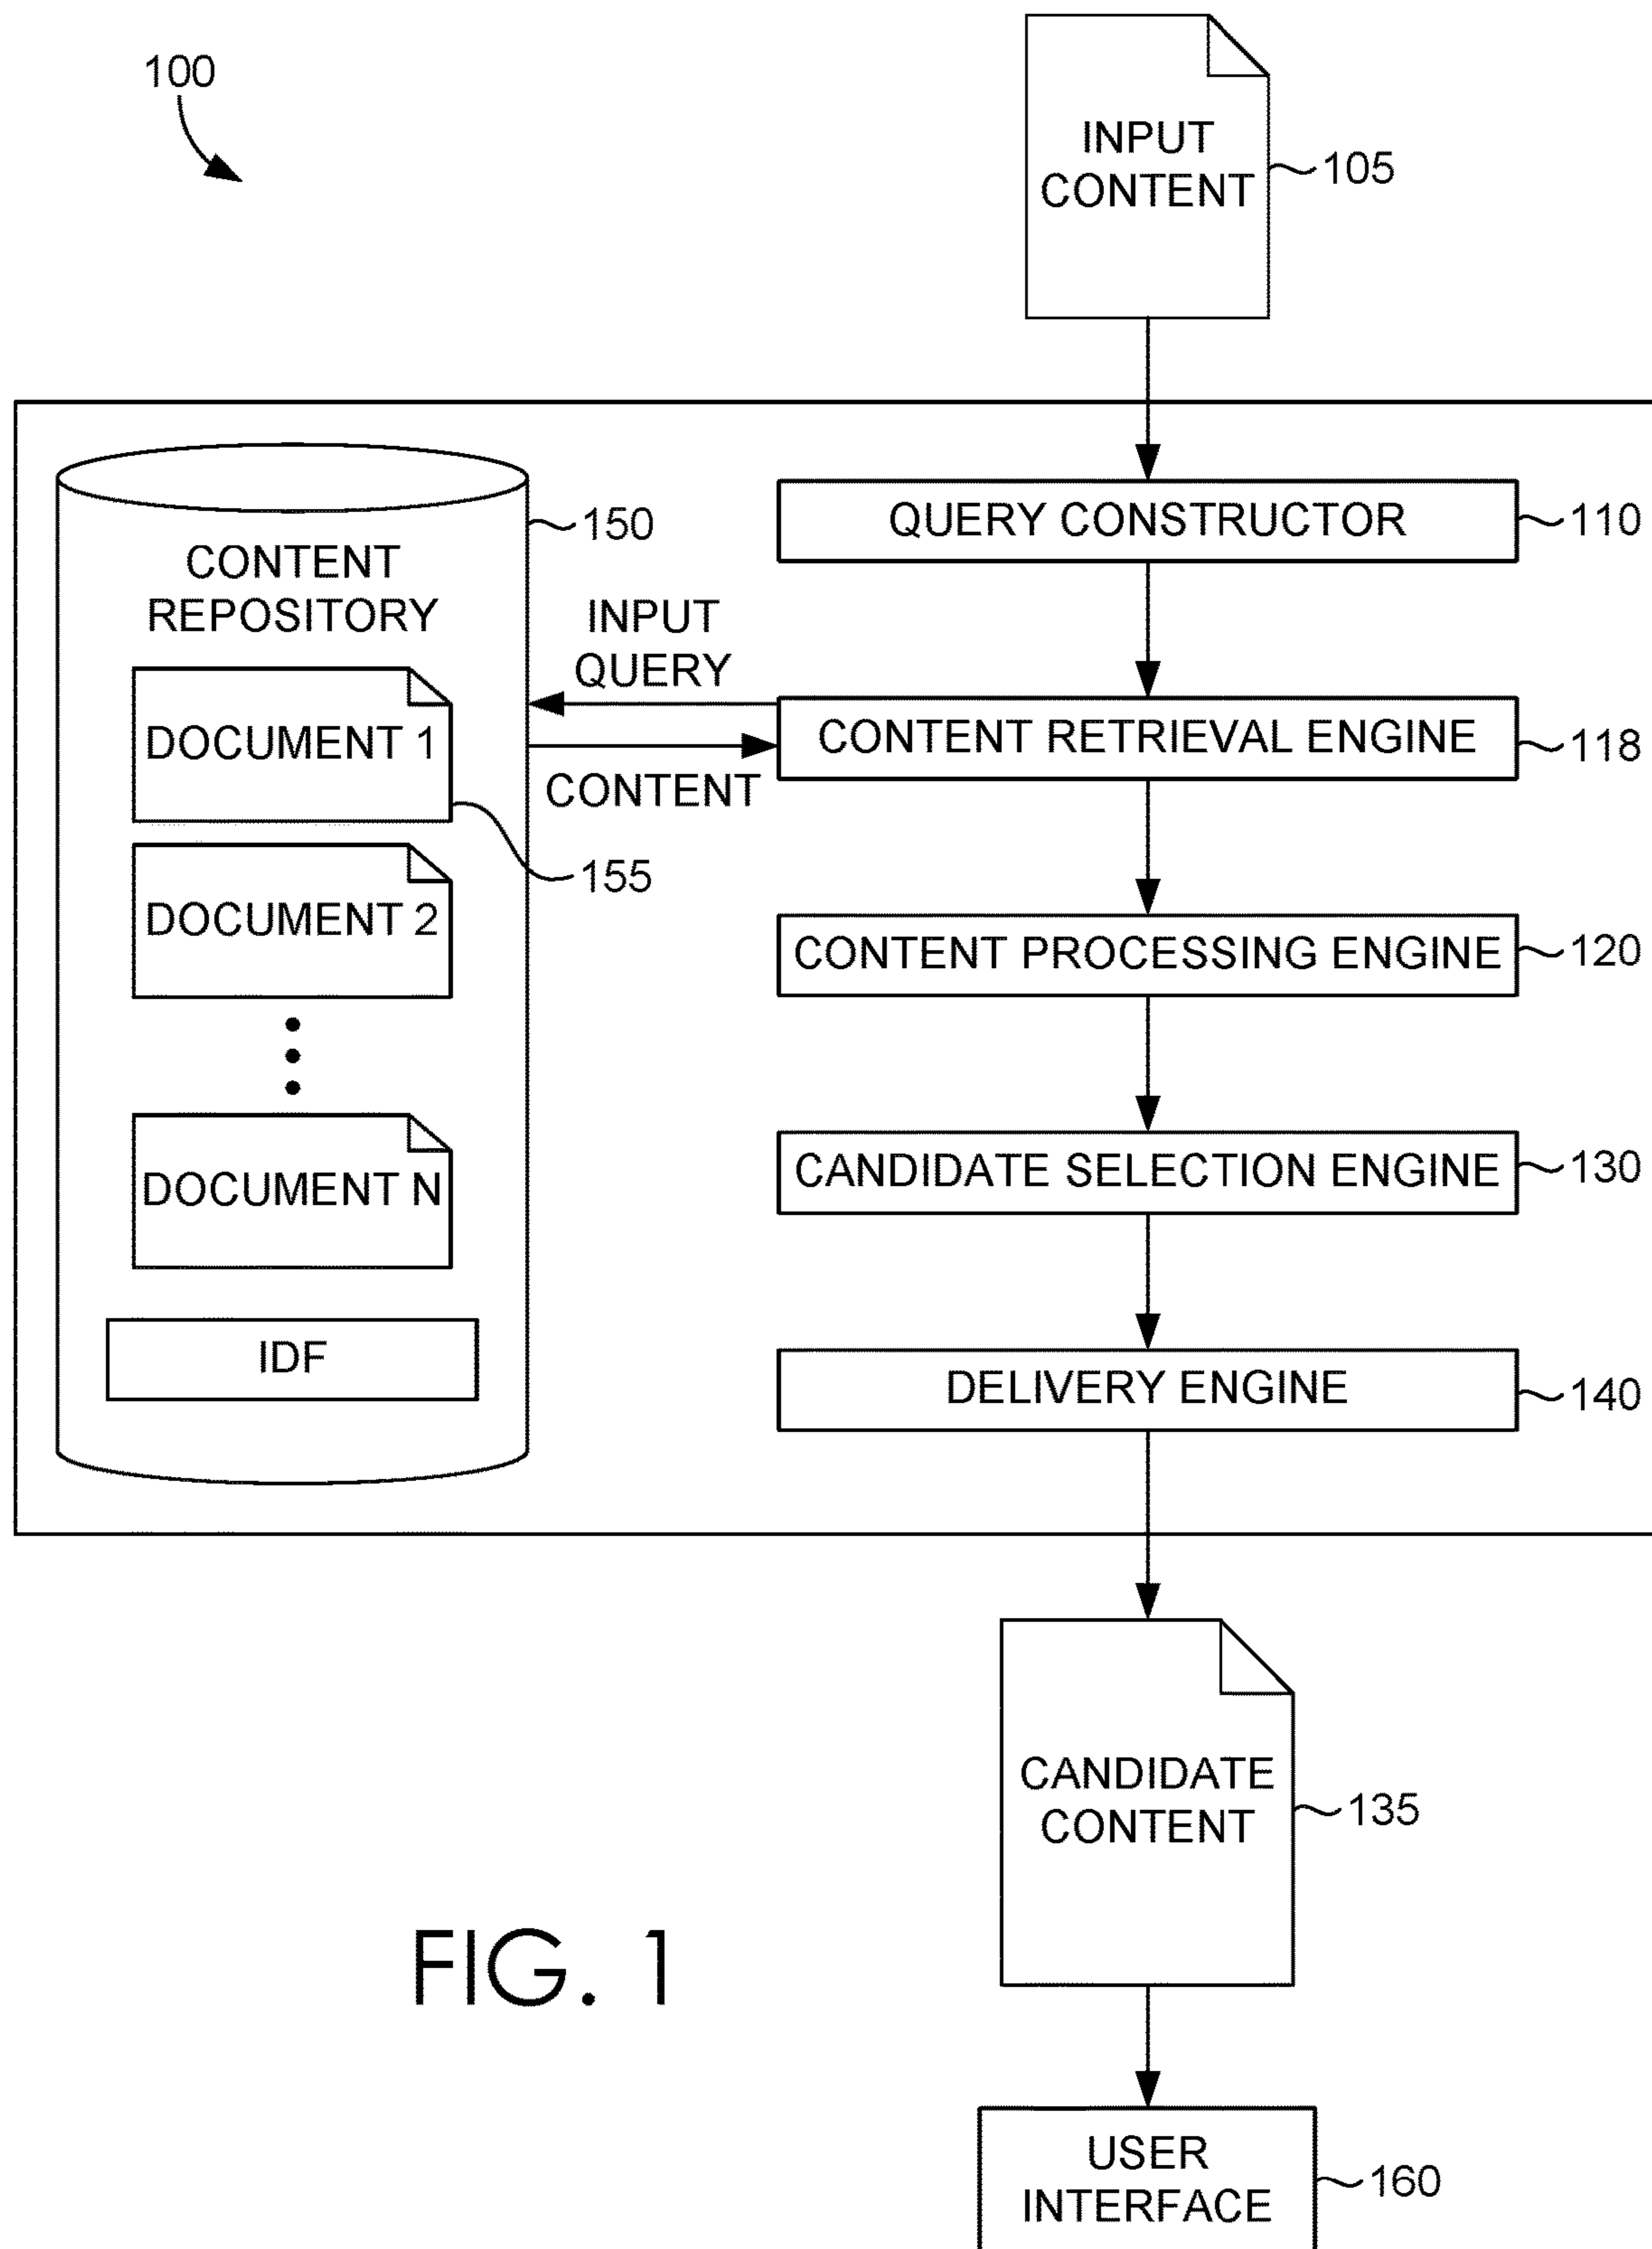 100
INPUT
CONTENT
105
QUERY CONSTRUCTOR
110
150
CONTENT
REPOSITORY
INPUT
QUERY
CONTENT RETRIEVAL ENGINE
118
CONTENT
DOCUMENT 1
155
DOCUMENT 2
CONTENT PROCESSING ENGINE
120
DOCUMENT N
CANDIDATE SELECTION ENGINE
130
IDF
DELIVERY ENGINE
140
CANDIDATE
CONTENT
135
FIG. 1
USER
INTERFACE
160